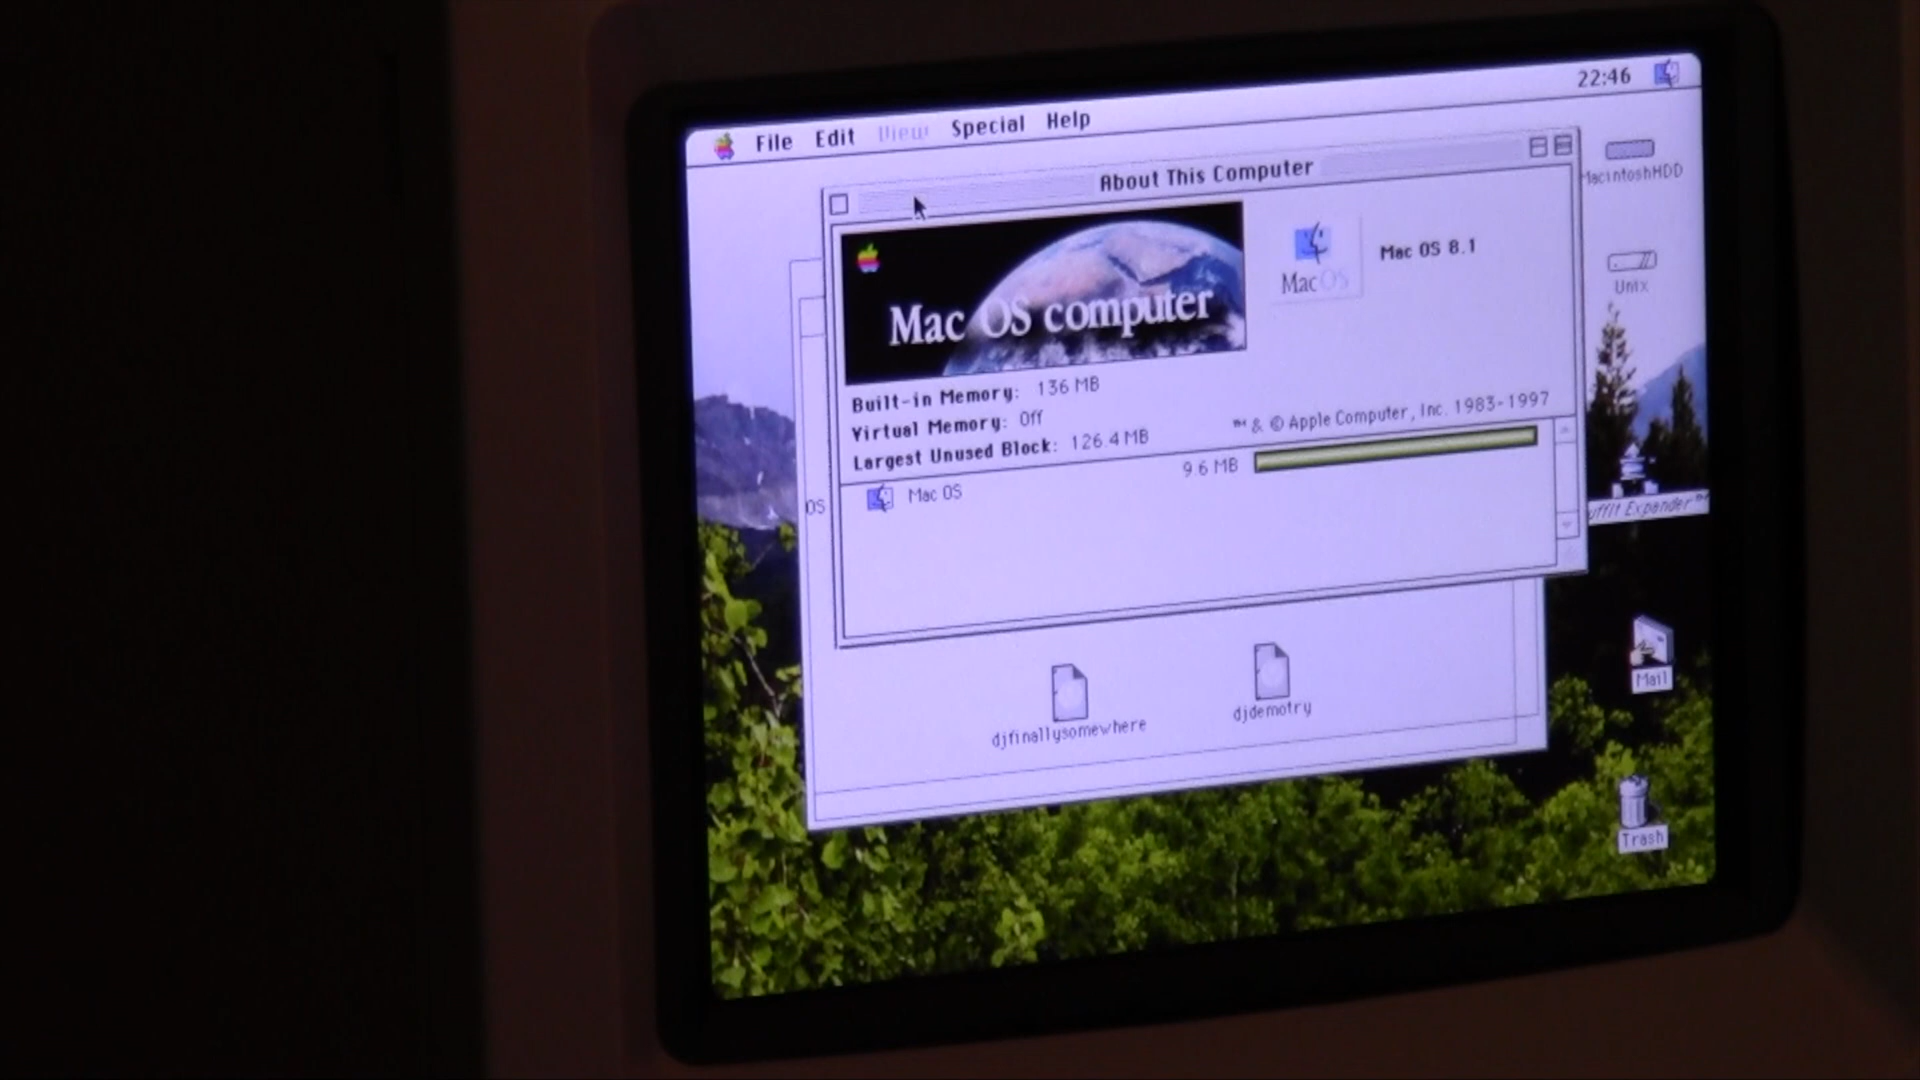 File Edit View Special Help 22:46
About This Computer
MacintoshHDD
Mac OS computer
Mac OS
Mac OS 8.1
Unix
Built-in Memory: 136 MB
Virtual Memory: Off
Largest Unused Block: 126.4 MB
™ & © Apple Computer, Inc. 1983-1997
Mac OS 9.6 MB
OS
uffIt Expander™
djfinallysomewhere
djdemotry
Mail
Trash